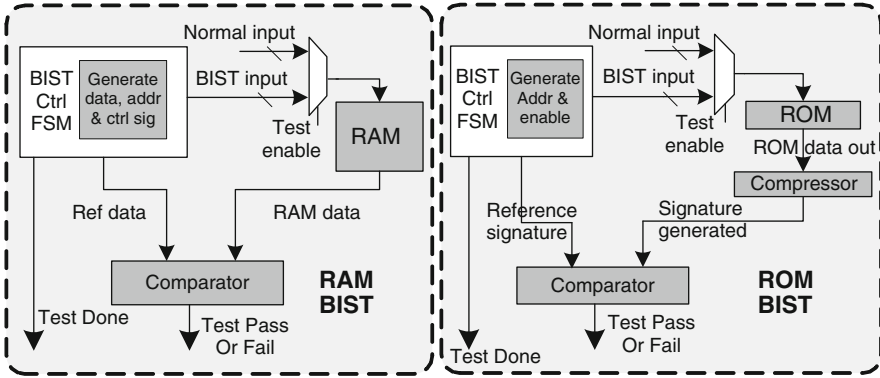 Normal input
BIST
Ctrl
FSM
Generate
data, addr
& ctrl sig
BIST input
Test
enable
RAM
Ref data
RAM data
Comparator
RAM
BIST
Test Done
Test Pass
Or Fail
Normal input
BIST
Ctrl
FSM
Generate
Addr &
enable
BIST input
Test
enable
ROM
ROM data out
Compressor
Reference
signature
Signature
generated
Comparator
ROM
BIST
Test Pass
Or Fail
Test Done